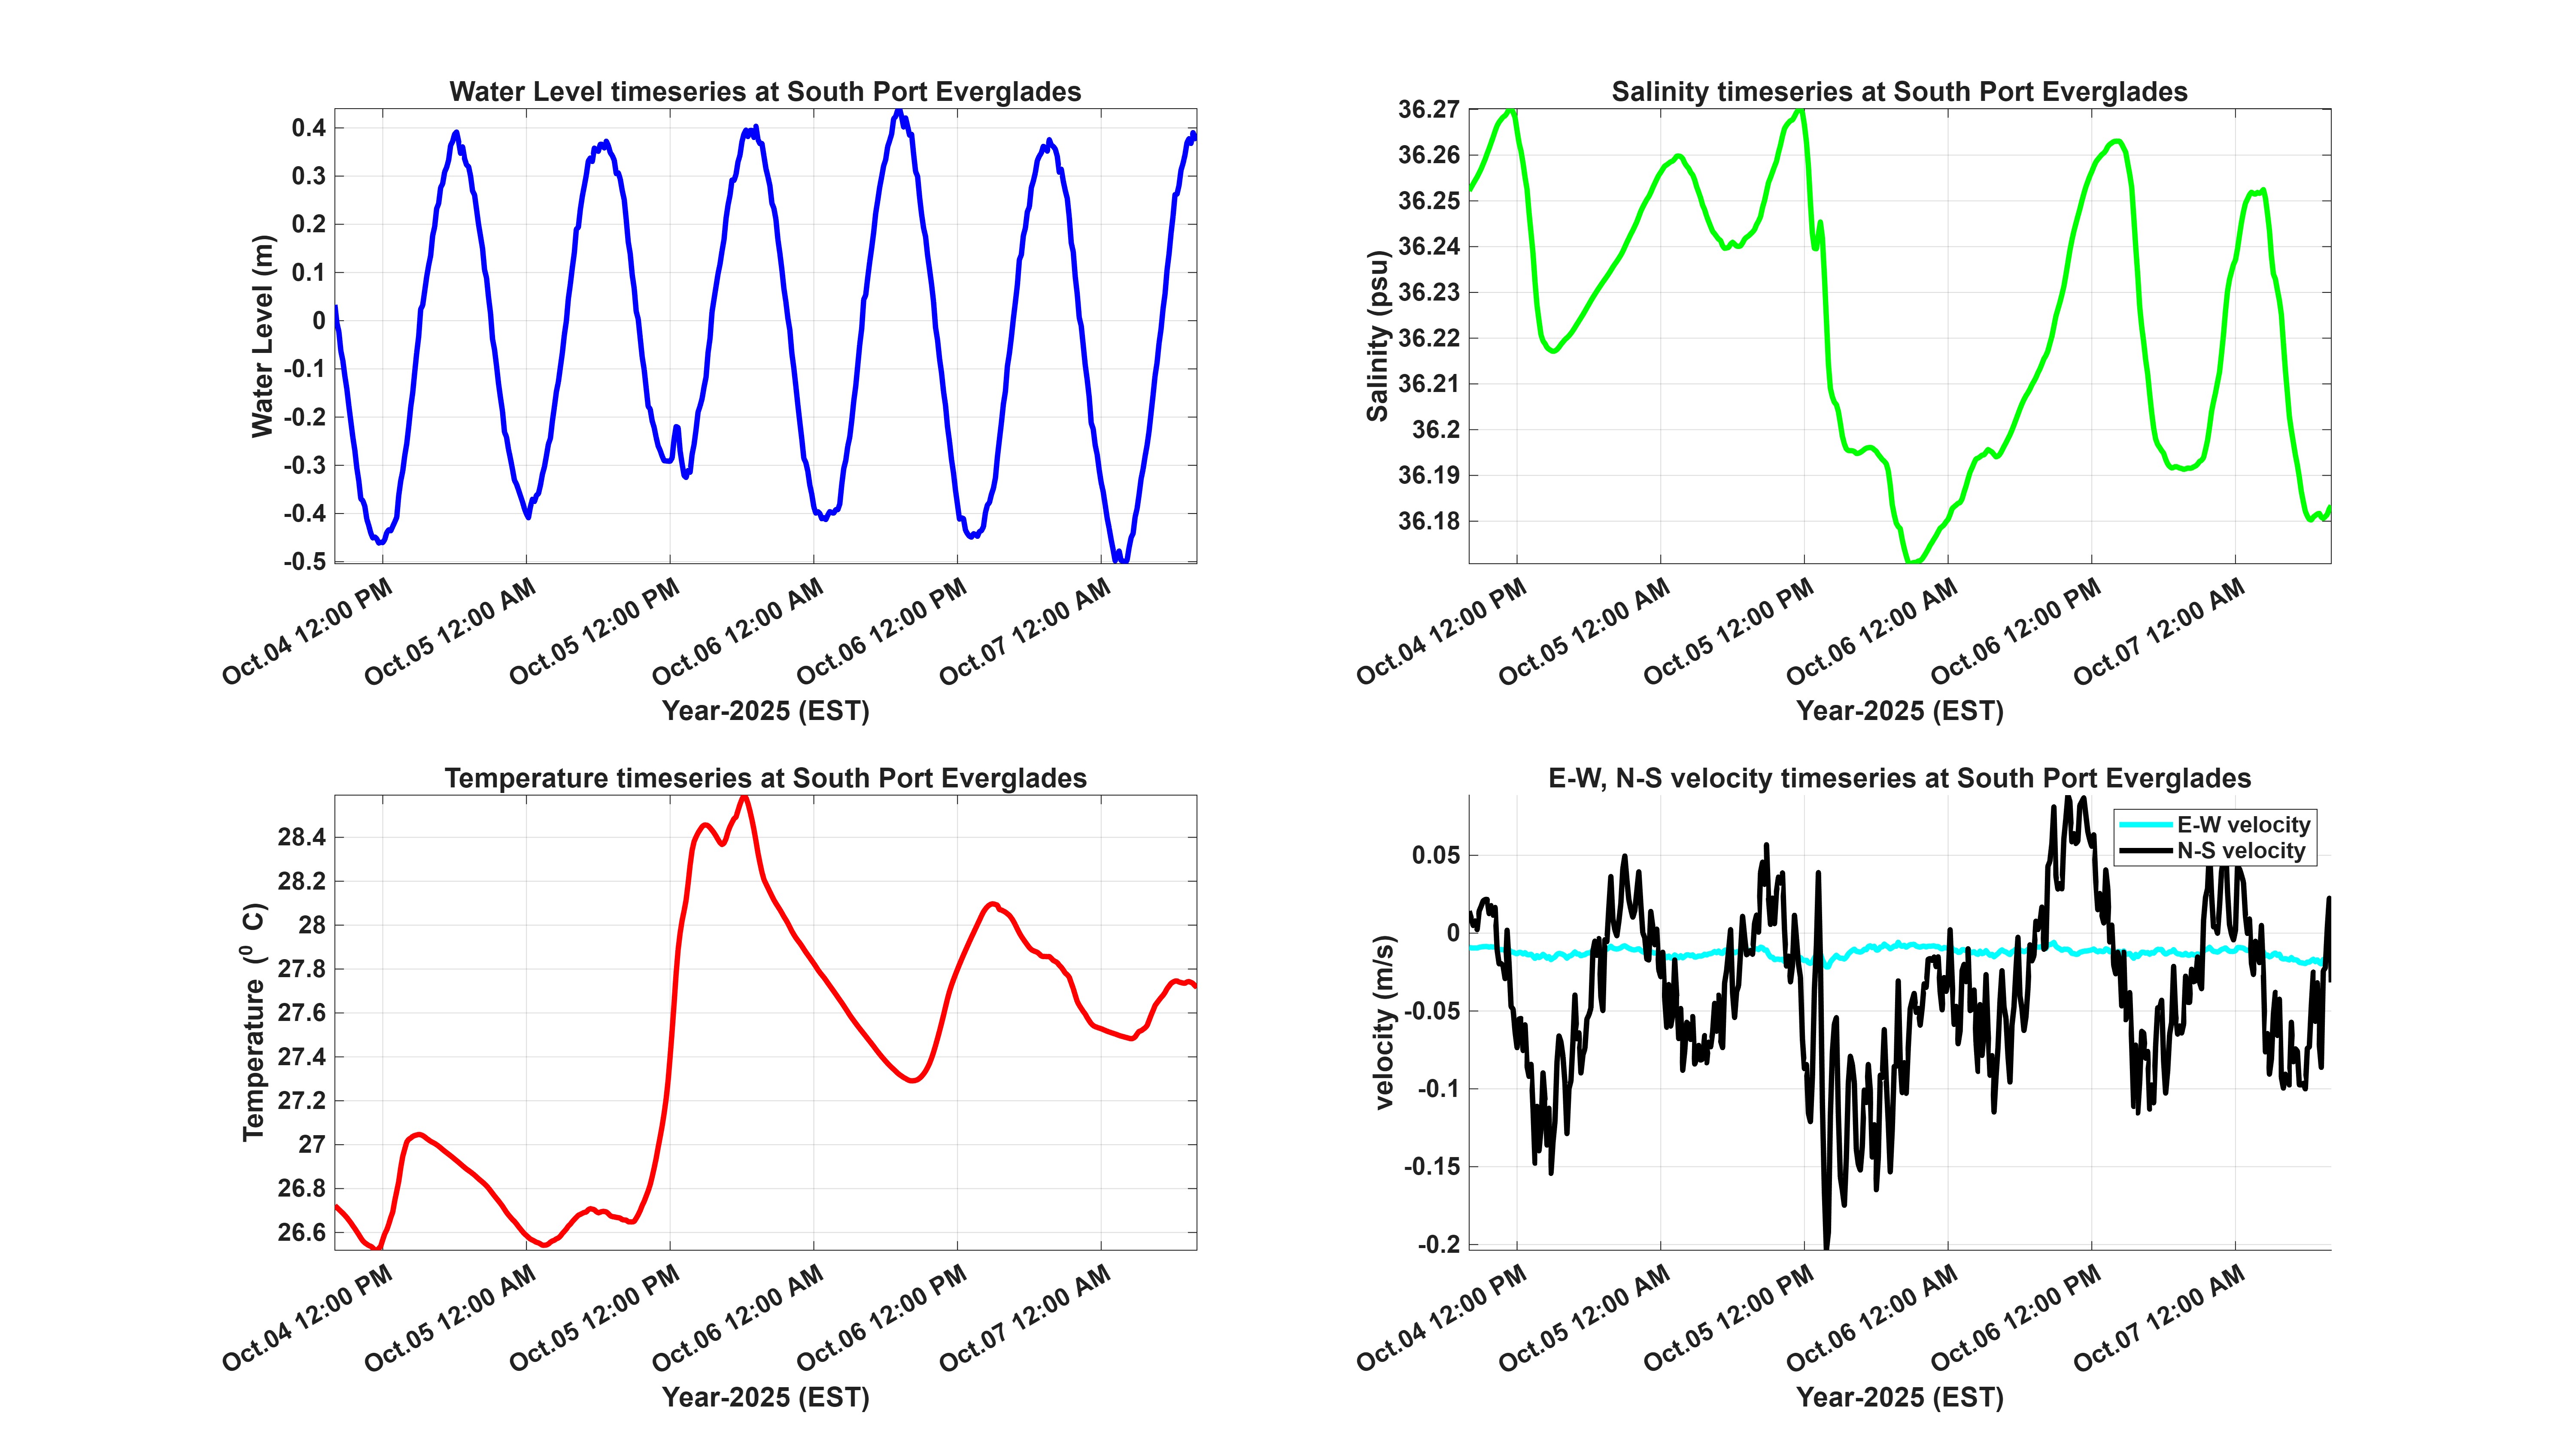 Water Level timeseries at South Port Everglades
Water Level (m)
0.4
0.3
0.2
0.1
0
-0.1
-0.2
-0.3
-0.4
-0.5
Oct.04 12:00 PM
Oct.05 12:00 AM
Oct.05 12:00 PM
Oct.06 12:00 AM
Oct.06 12:00 PM
Oct.07 12:00 AM
Year-2025 (EST)
Salinity timeseries at South Port Everglades
Salinity (psu)
36.27
36.26
36.25
36.24
36.23
36.22
36.21
36.2
36.19
36.18
Oct.04 12:00 PM
Oct.05 12:00 AM
Oct.05 12:00 PM
Oct.06 12:00 AM
Oct.06 12:00 PM
Oct.07 12:00 AM
Year-2025 (EST)
Temperature timeseries at South Port Everglades
Temperature (⁰ C)
28.4
28.2
28
27.8
27.6
27.4
27.2
27
26.8
26.6
Oct.04 12:00 PM
Oct.05 12:00 AM
Oct.05 12:00 PM
Oct.06 12:00 AM
Oct.06 12:00 PM
Oct.07 12:00 AM
Year-2025 (EST)
E-W, N-S velocity timeseries at South Port Everglades
velocity (m/s)
0.05
0
-0.05
-0.1
-0.15
-0.2
E-W velocity
N-S velocity
Oct.04 12:00 PM
Oct.05 12:00 AM
Oct.05 12:00 PM
Oct.06 12:00 AM
Oct.06 12:00 PM
Oct.07 12:00 AM
Year-2025 (EST)